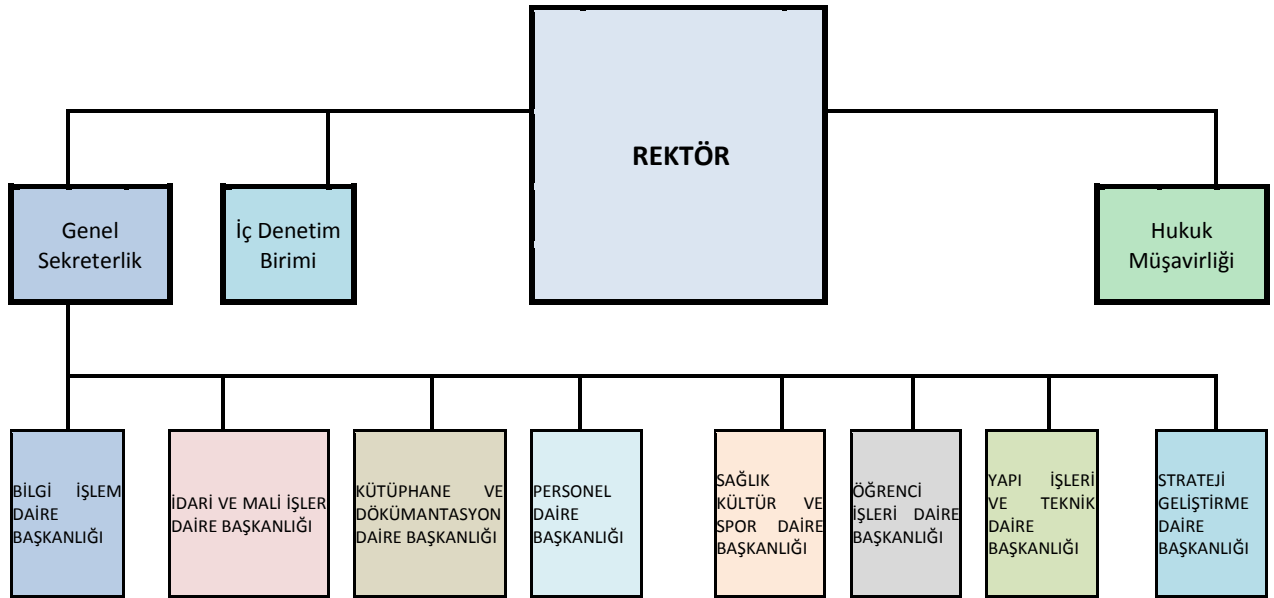 REKTÖR
Genel
Sekreterlik
İç Denetim
Birimi
Hukuk
Müşavirliği
BİLGİ İŞLEM
DAİRE
BAŞKANLIĞI
İDARİ VE MALİ İŞLER
DAİRE BAŞKANLIĞI
KÜTÜPHANE VE
DÖKÜMANTASYON
DAİRE BAŞKANLIĞI
PERSONEL
DAİRE
BAŞKANLIĞI
SAĞLIK
KÜLTÜR VE
SPOR DAİRE
BAŞKANLIĞI
ÖĞRENCİ
İŞLERİ DAİRE
BAŞKANLIĞI
YAPI İŞLERİ
VE TEKNİK
DAİRE
BAŞKANLIĞI
STRATEJİ
GELİŞTİRME
DAİRE
BAŞKANLIĞI